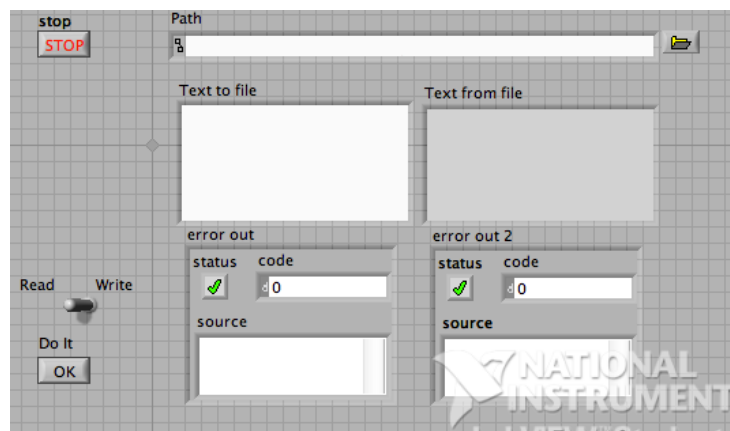 stop
Path
STOP
Text to file
Text from file
error out
error out 2
status code
status code
0
0
Read Write
source
source
Do It
OK
NATIONAL
INSTRUMENT